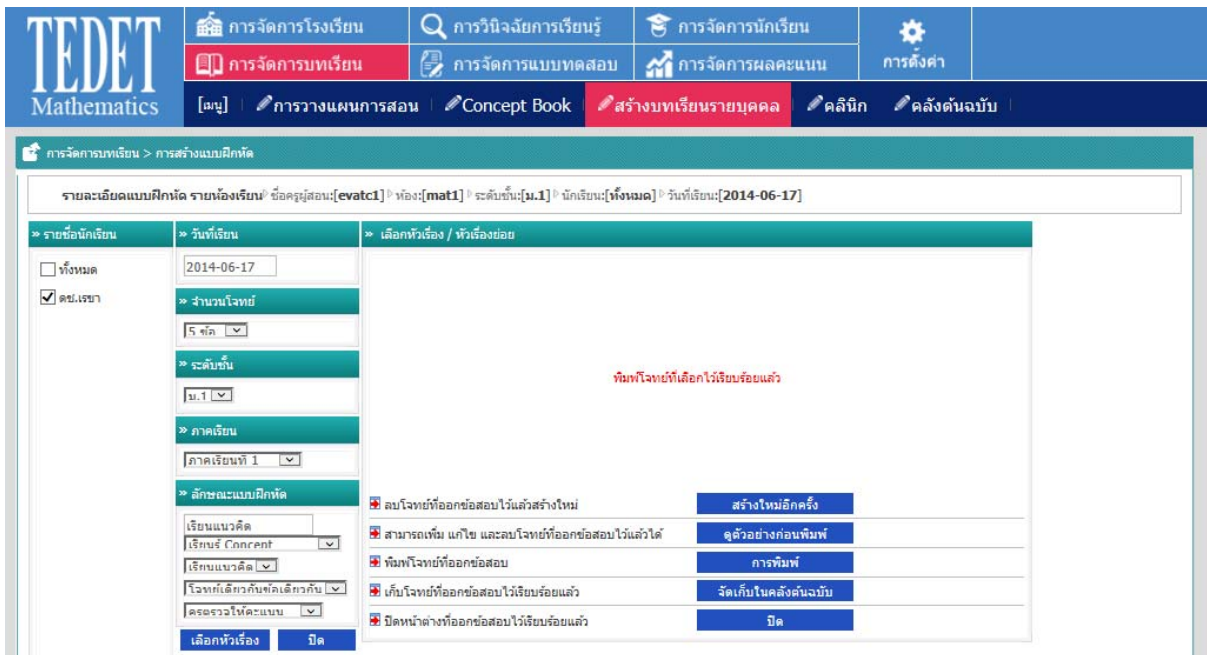 TEDET
Mathematics
การจัดการโรงเรียน
การวินิจฉัยการเรียนรู้
การจัดการนักเรียน
การตั้งค่า
การจัดการบทเรียน
การจัดการแบบทดสอบ
การจัดการผลคะแนน
[เมนู] การวางแผนการสอน Concept Book สร้างบทเรียนรายบุคคล คลีนิก คลังต้นฉบับ
การจัดการบทเรียน > การสร้างแบบฝึกหัด
รายละเอียดแบบฝึกหัด รายห้องเรียน ชื่อครูผู้สอน:[evatc1] ห้อง:[mat1] ระดับชั้น:[ม.1] นักเรียน:[ทั้งหมด] วันที่เรียน:[2014-06-17]
» รายชื่อนักเรียน
ทั้งหมด
ดช.เรขา
» วันที่เรียน
2014-06-17
» จำนวนโจทย์
5 ข้อ
» ระดับชั้น
ม.1
» ภาคเรียน
ภาคเรียนที่ 1
» ลักษณะแบบฝึกหัด
เรียนแนวคิด
เรียนรู้ Concept
เรียนแนวคิด
โจทย์เดียวกันข้อเดียวกัน
ครูตรวจให้คะแนน
เลือกหัวเรื่อง ปิด
» เลือกหัวเรื่อง / หัวเรื่องย่อย
พิมพ์โจทย์ที่เลือกไว้เรียบร้อยแล้ว
ลบโจทย์ที่ออกข้อสอบไว้แล้วสร้างใหม่ สร้างใหม่อีกครั้ง
สามารถเพิ่ม แก้ไข และลบโจทย์ที่ออกข้อสอบไว้แล้วได้ ดูตัวอย่างก่อนพิมพ์
พิมพ์โจทย์ที่ออกข้อสอบ การพิมพ์
เก็บโจทย์ที่ออกข้อสอบไว้เรียบร้อยแล้ว จัดเก็บในคลังต้นฉบับ
ปิดหน้าต่างที่ออกข้อสอบไว้เรียบร้อยแล้ว ปิด